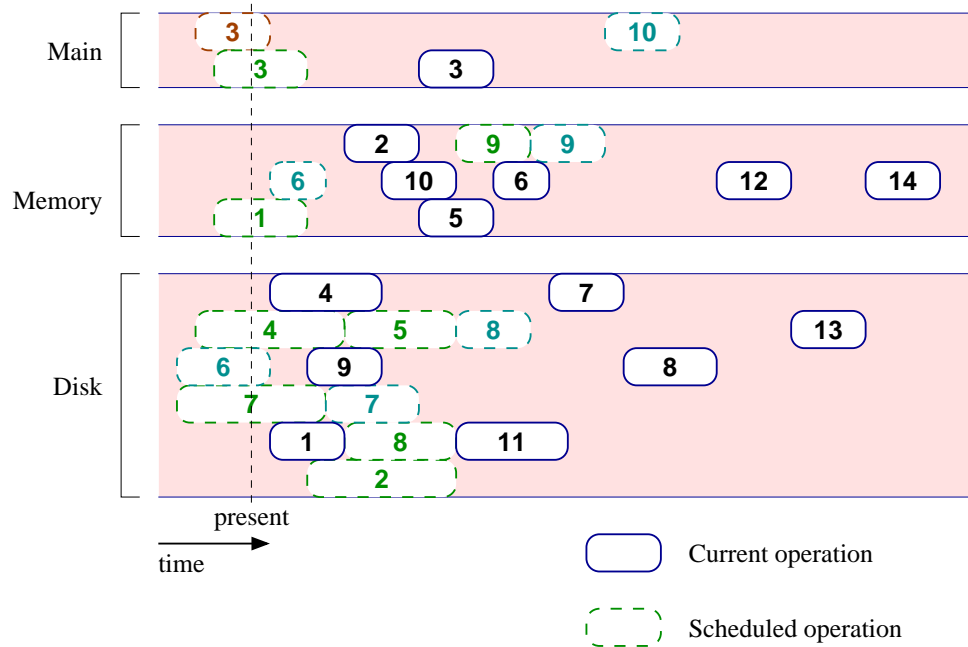 3 10
Main
3 3
2 9 9
6 10 6 12 14
Memory
1 5
4 7
4 5 8 13
6 9 8
Disk
7 7
1 8 11
2
present
time
Current operation
Scheduled operation